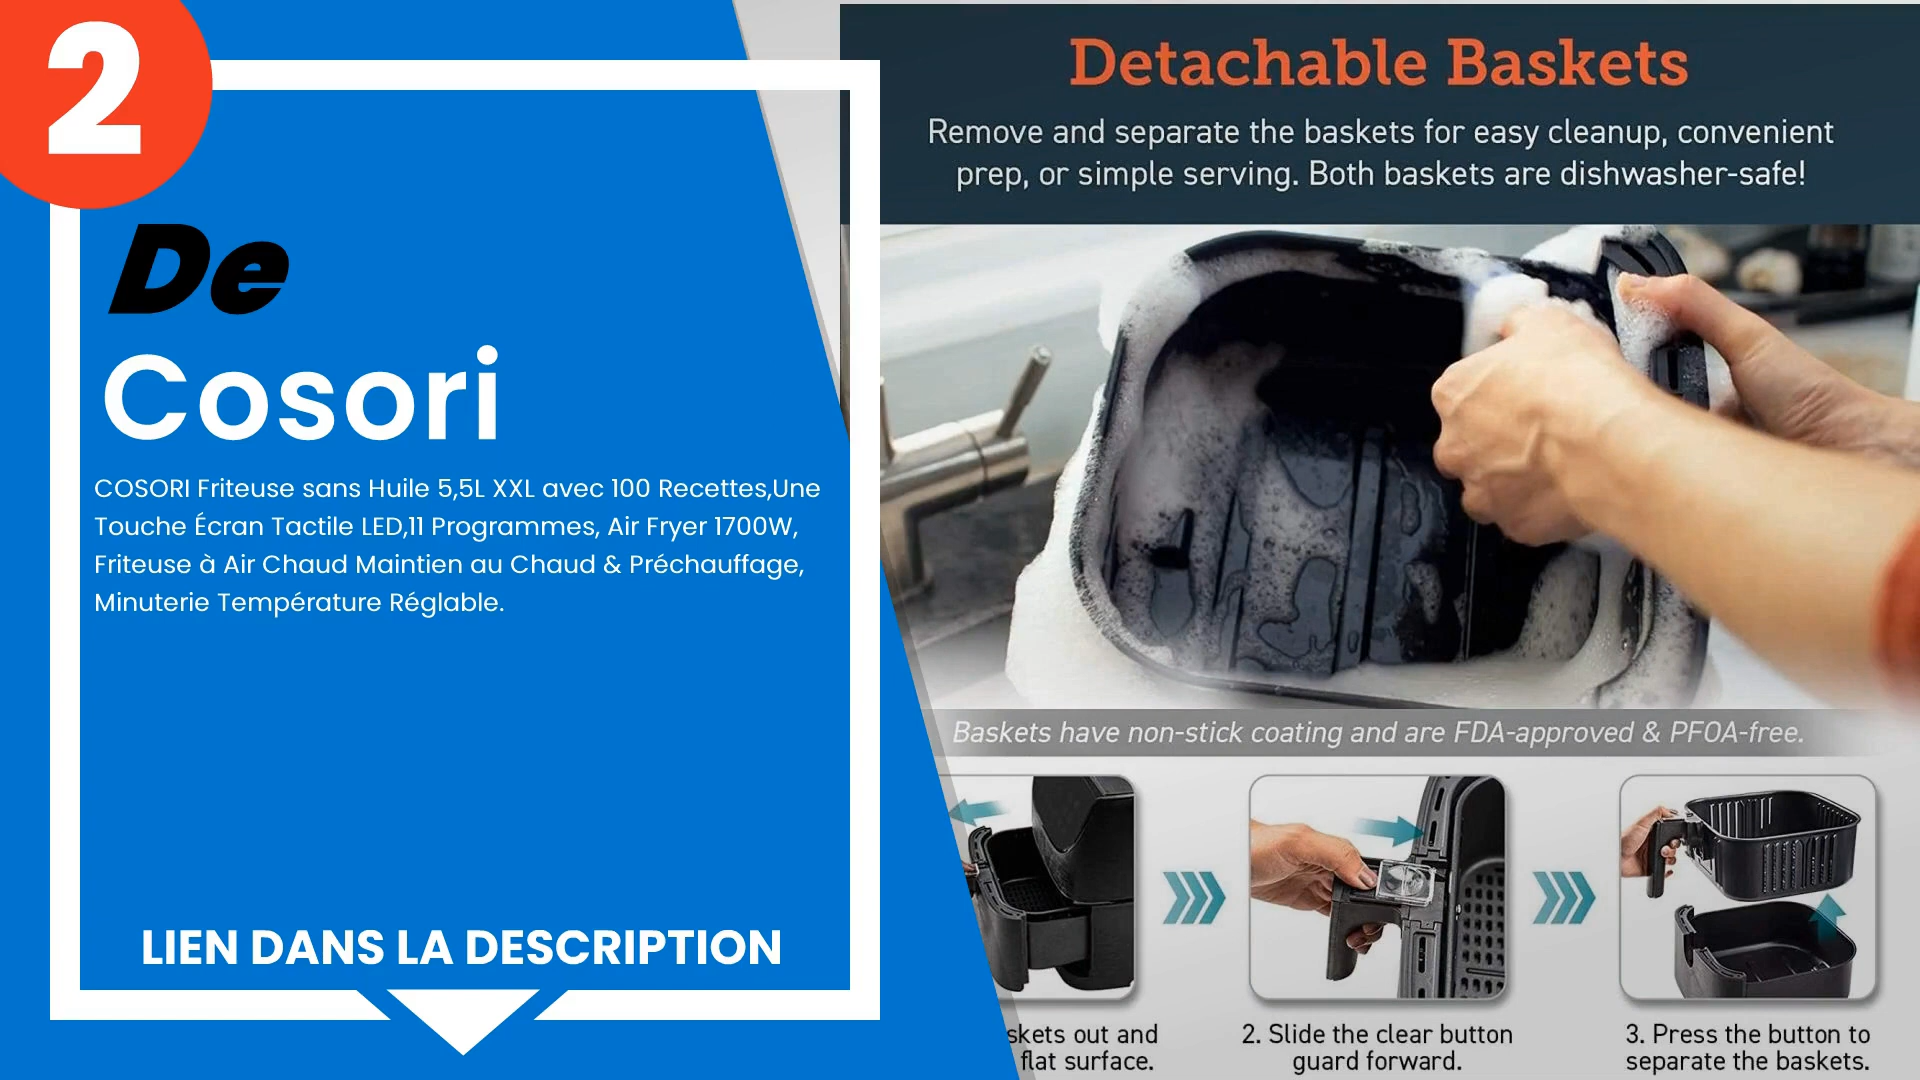 2
De
Cosori
COSORI Friteuse sans Huile 5,5L XXL avec 100 Recettes,Une
Touche Écran Tactile LED,11 Programmes, Air Fryer 1700W,
Friteuse à Air Chaud Maintien au Chaud & Préchauffage,
Minuterie Température Réglable.
LIEN DANS LA DESCRIPTION
Detachable Baskets
Remove and separate the baskets for easy cleanup, convenient
prep, or simple serving. Both baskets are dishwasher-safe!
Baskets have non-stick coating and are FDA-approved & PFOA-free.
out and
flat surface.
2. Slide the clear button
guard forward.
3. Press the button to
separate the baskets.